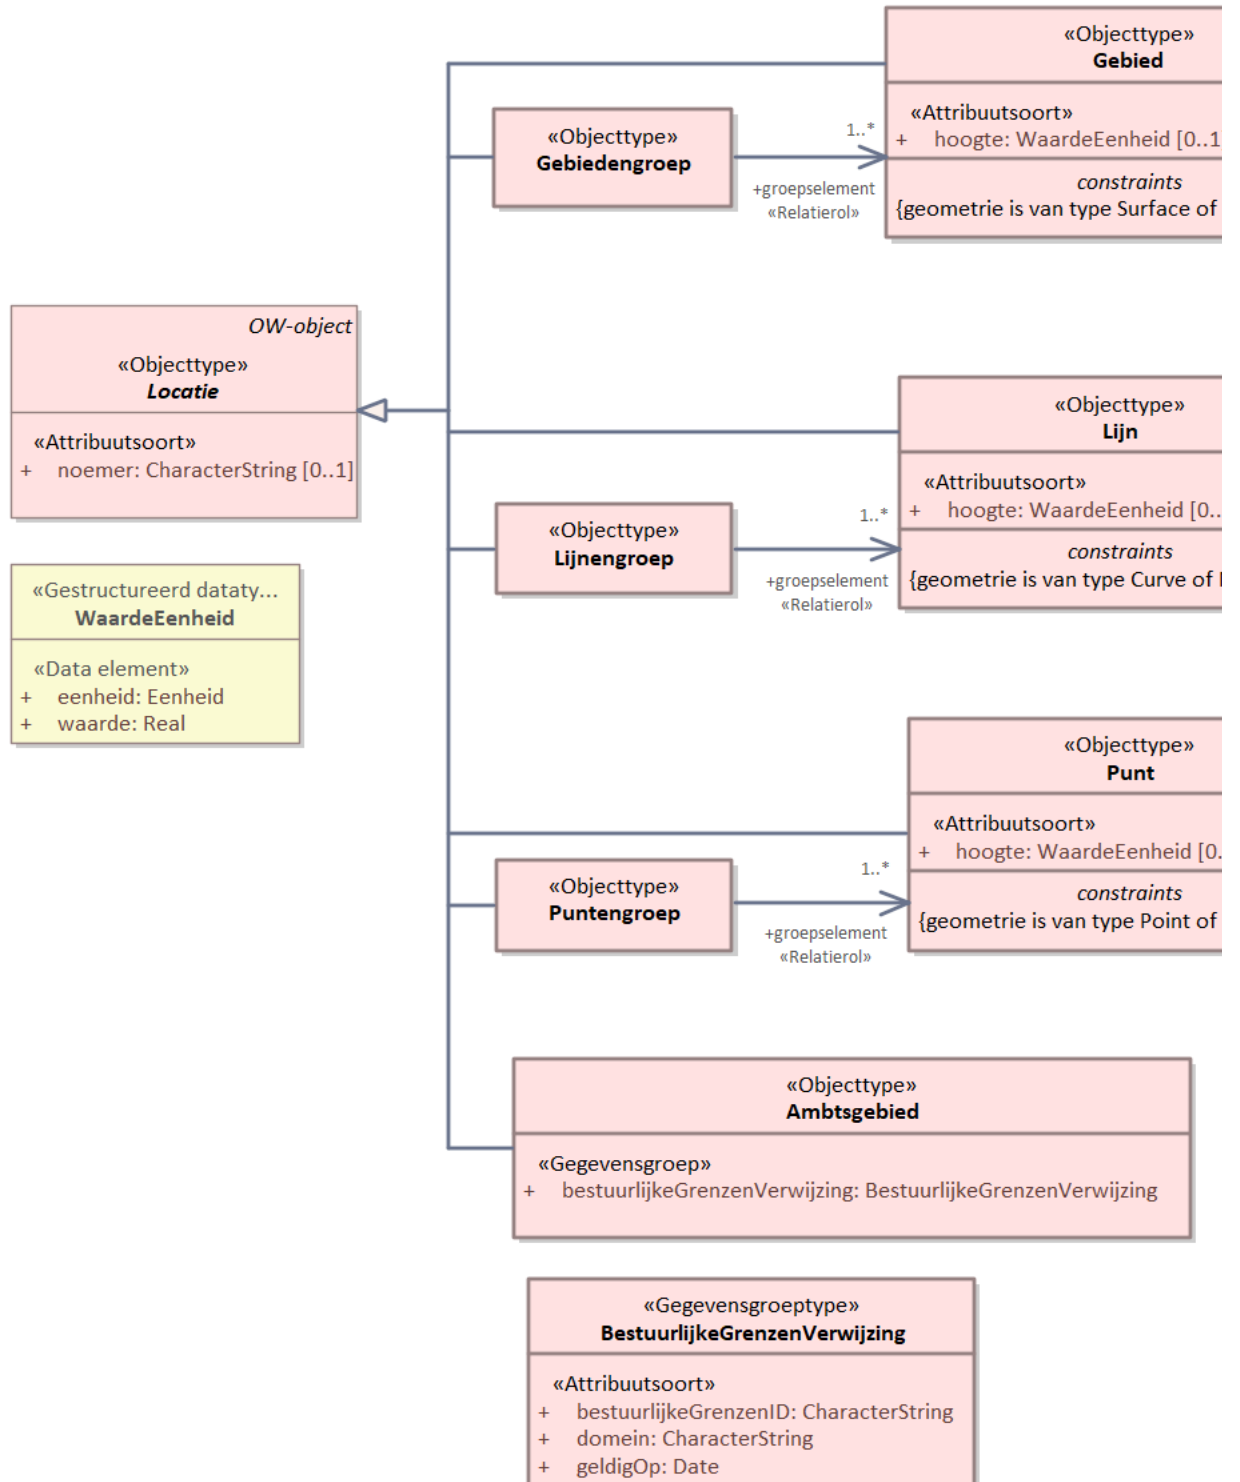 «Objecttype»
Gebied
«Attribuutsoort»
+ hoogte: WaardeEenheid [0..1
constraints
{geometrie is van type Surface of
«Objecttype»
Gebiedengroep
1..*
+groepselement
«Relatierol»
OW-object
«Objecttype»
Locatie
«Attribuutsoort»
+ noemer: CharacterString [0..1]
«Objecttype»
Lijn
«Attribuutsoort»
+ hoogte: WaardeEenheid [0..
constraints
{geometrie is van type Curve of
«Objecttype»
Lijnengroep
1..*
+groepselement
«Relatierol»
«Gestructureerd dataty...
WaardeEenheid
«Data element»
+ eenheid: Eenheid
+ waarde: Real
«Objecttype»
Punt
«Attribuutsoort»
+ hoogte: WaardeEenheid [0.
constraints
{geometrie is van type Point of
«Objecttype»
Puntengroep
1..*
+groepselement
«Relatierol»
«Objecttype»
Ambtsgebied
«Gegevensgroep»
+ bestuurlijkeGrenzenVerwijzing: BestuurlijkeGrenzenVerwijzing
«Gegevensgroeptype»
BestuurlijkeGrenzenVerwijzing
«Attribuutsoort»
+ bestuurlijkeGrenzenID: CharacterString
+ domein: CharacterString
+ geldigOp: Date